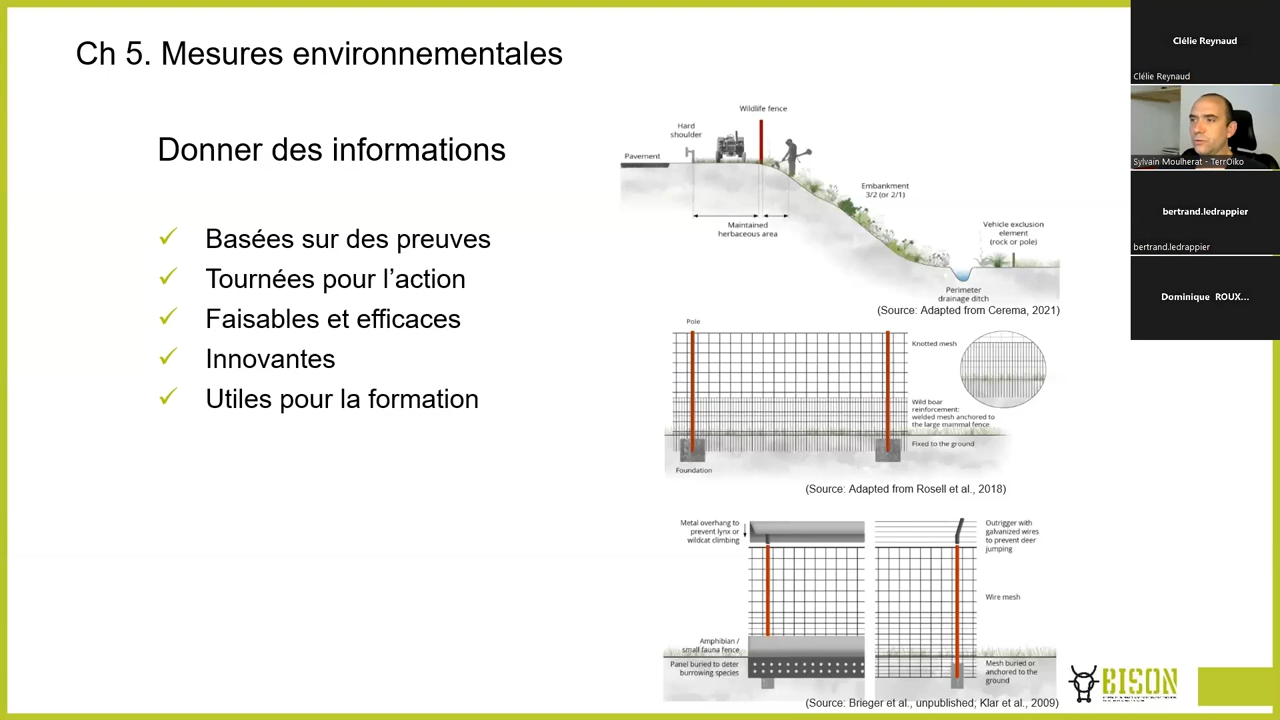 Ch 5. Mesures environnementales
Donner des informations
✓ Basées sur des preuves
✓ Tournées pour l'action
✓ Faisables et efficaces
✓ Innovantes
✓ Utiles pour la formation
Wildlife fence
Hard
shoulder
Pavement
Embankment
3/2 (or 2/1)
Maintained
herbaceous area
Vehicle exclusion
element
(rock or pole)
Perimeter
drainage ditch
(Source: Adapted from Cerema, 2021)
Pole
Knotted mesh
Wild boar
reinforcement:
welded mesh anchored to
the large mammal fence
Fixed to the ground
Foundation
(Source: Adapted from Rosell et al., 2018)
Metal overhang to
prevent lynx or
wildcat climbing
Outrigger with
galvanized wires
to prevent deer
jumping
Wire mesh
Amphibian /
small fauna fence
Panel buried to deter
burrowing species
Mesh buried or
anchored to the
ground
(Source: Brieger et al., unpublished; Klar et al., 2009)
BISON
Clélie Reynaud
Clélie Reynaud
Sylvain Moulherat - TerrOïko
bertrand.ledrappier
bertrand.ledrappier
Dominique ROUX...